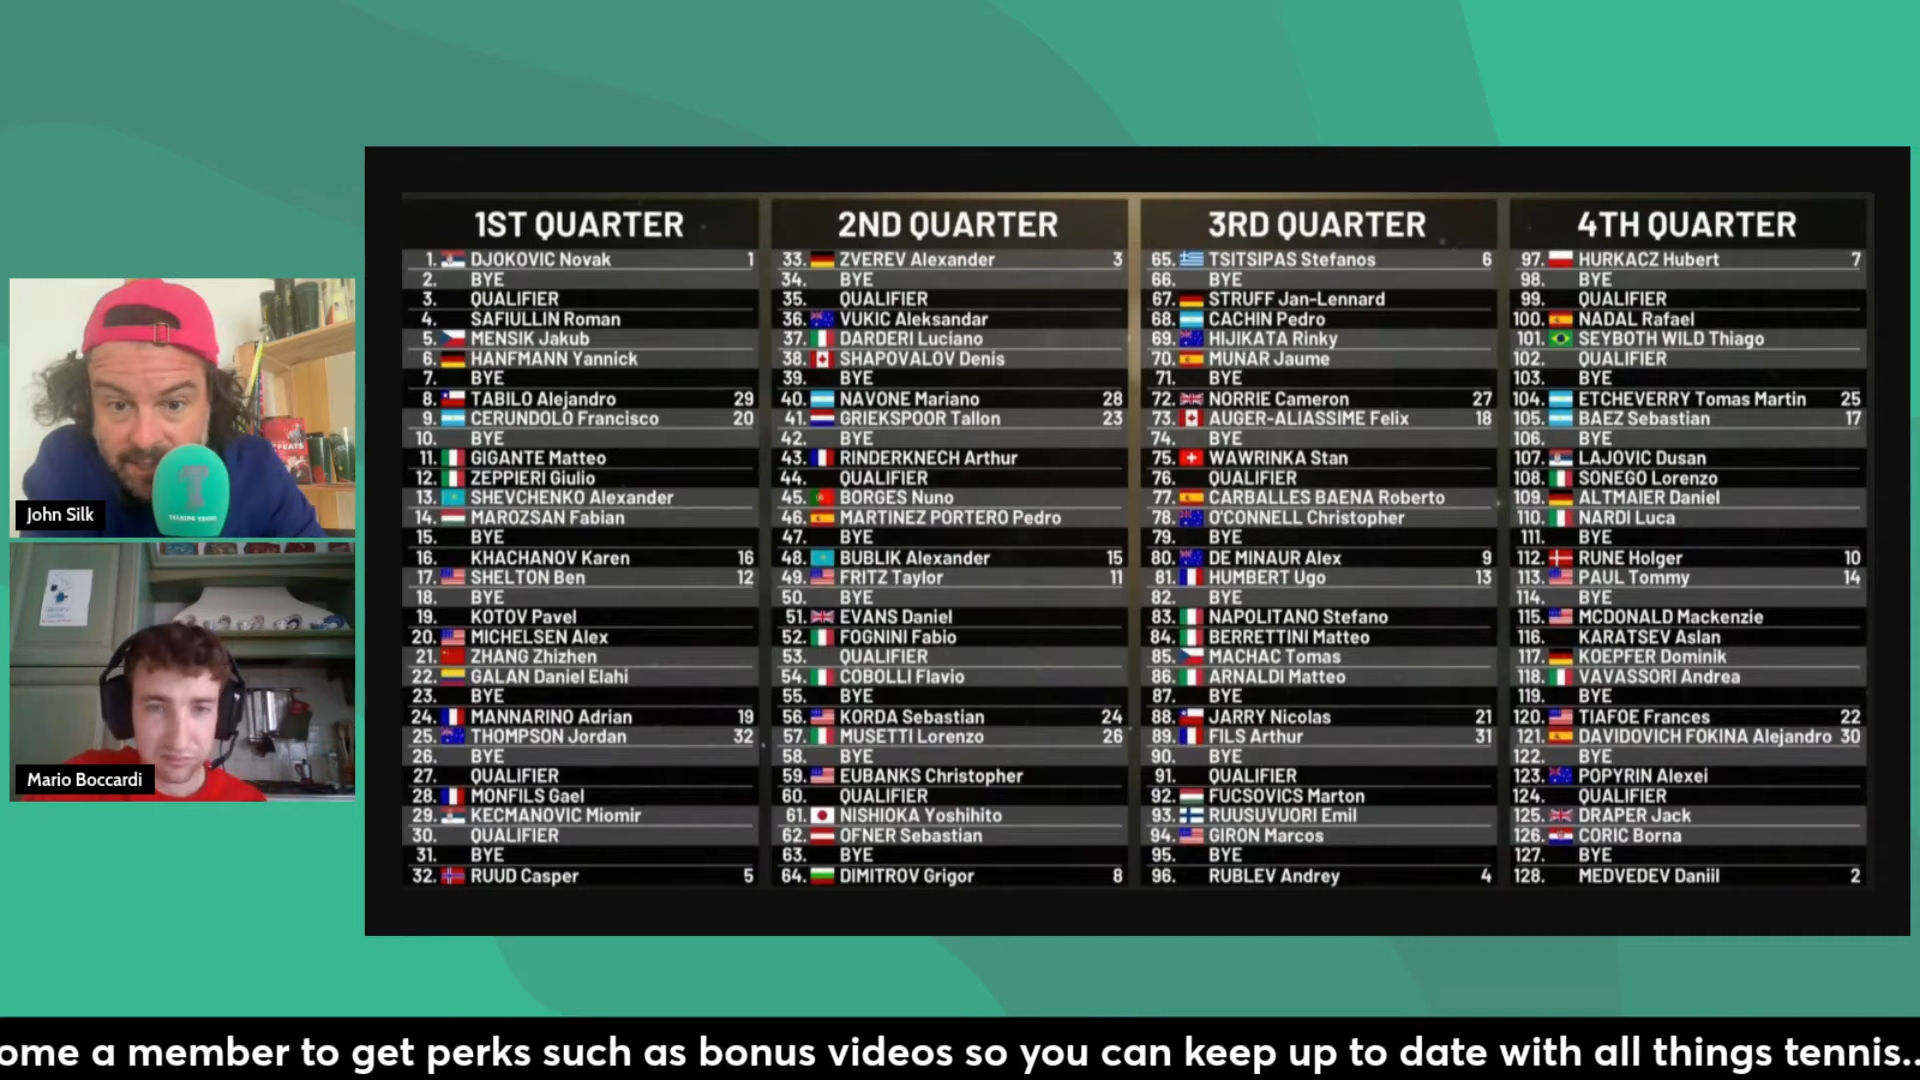 1ST QUARTER
1. DJOKOVIC Novak 1
2. BYE
3. QUALIFIER
4. SAFIULLIN Roman
5. MENSIK Jakub
6. HANFMANN Yannick
7. BYE
8. TABILO Alejandro 29
9. CERUNDOLO Francisco 20
10. BYE
11. GIGANTE Matteo
12. ZEPPIERI Giulio
13. SHEVCHENKO Alexander
14. MAROZSAN Fabian
15. BYE
16. KHACHANOV Karen 16
17. SHELTON Ben 12
18. BYE
19. KOTOV Pavel
20. MICHELSEN Alex
21. ZHANG Zhizhen
22. GALAN Daniel Elahi
23. BYE
24. MANNARINO Adrian 19
25. THOMPSON Jordan 32
26. BYE
27. QUALIFIER
28. MONFILS Gael
29. KECMANOVIC Miomir
30. QUALIFIER
31. BYE
32. RUUD Casper 5
2ND QUARTER
33. ZVEREV Alexander 3
34. BYE
35. QUALIFIER
36. VUKIC Aleksandar
37. DARDERI Luciano
38. SHAPOVALOV Denis
39. BYE
40. NAVONE Mariano 28
41. GRIEKSPOOR Tallon 23
42. BYE
43. RINDERKNECH Arthur
44. QUALIFIER
45. BORGES Nuno
46. MARTINEZ PORTERO Pedro
47. BYE
48. BUBLIK Alexander 15
49. FRITZ Taylor 11
50. BYE
51. EVANS Daniel
52. FOGNINI Fabio
53. QUALIFIER
54. COBOLLI Flavio
55. BYE
56. KORDA Sebastian 24
57. MUSETTI Lorenzo 26
58. BYE
59. EUBANKS Christopher
60. QUALIFIER
61. NISHIOKA Yoshihito
62. OFNER Sebastian
63. BYE
64. DIMITROV Grigor 8
3RD QUARTER
65. TSITSIPAS Stefanos 6
66. BYE
67. STRUFF Jan-Lennard
68. CACHIN Pedro
69. HIJIKATA Rinky
70. MUNAR Jaume
71. BYE
72. NORRIE Cameron 27
73. AUGER-ALIASSIME Felix 18
74. BYE
75. WAWRINKA Stan
76. QUALIFIER
77. CARBALLES BAENA Roberto
78. O'CONNELL Christopher
79. BYE
80. DE MINAUR Alex 9
81. HUMBERT Ugo 13
82. BYE
83. NAPOLITANO Stefano
84. BERRETTINI Matteo
85. MACHAC Tomas
86. ARNALDI Matteo
87. BYE
88. JARRY Nicolas 21
89. FILS Arthur 31
90. BYE
91. QUALIFIER
92. FUCSOVICS Marton
93. RUUSUVUORI Emil
94. GIRON Marcos
95. BYE
96. RUBLEV Andrey 4
4TH QUARTER
97. HURKACZ Hubert 7
98. BYE
99. QUALIFIER
100. NADAL Rafael
101. SEYBOTH WILD Thiago
102. QUALIFIER
103. BYE
104. ETCHEVERRY Tomas Martin 25
105. BAEZ Sebastian 17
106. BYE
107. LAJOVIC Dusan
108. SONEGO Lorenzo
109. ALTMAIER Daniel
110. NARDI Luca
111. BYE
112. RUNE Holger 10
113. PAUL Tommy 14
114. BYE
115. MCDONALD Mackenzie
116. KARATSEV Aslan
117. KOEPFER Dominik
118. VAVASSORI Andrea
119. BYE
120. TIAFOE Frances 22
121. DAVIDOVICH FOKINA Alejandro 30
122. BYE
123. POPYRIN Alexei
124. QUALIFIER
125. DRAPER Jack
126. CORIC Borna
127. BYE
128. MEDVEDEV Daniil 2
TALKING TENNIS
John Silk
Mario Boccardi
ome a member to get perks such as bonus videos so you can keep up to date with all things tennis..